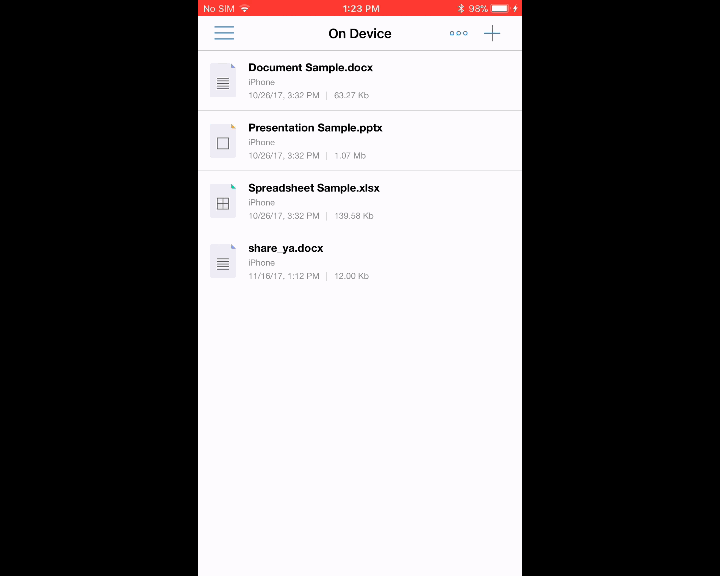 No SIM 1:23 PM 98%
On Device
Document Sample.docx
iPhone
10/26/17, 3:32 PM | 63.27 Kb
Presentation Sample.pptx
iPhone
10/26/17, 3:32 PM | 1.07 Mb
Spreadsheet Sample.xlsx
iPhone
10/26/17, 3:32 PM | 139.58 Kb
share_ya.docx
iPhone
11/16/17, 1:12 PM | 12.00 Kb